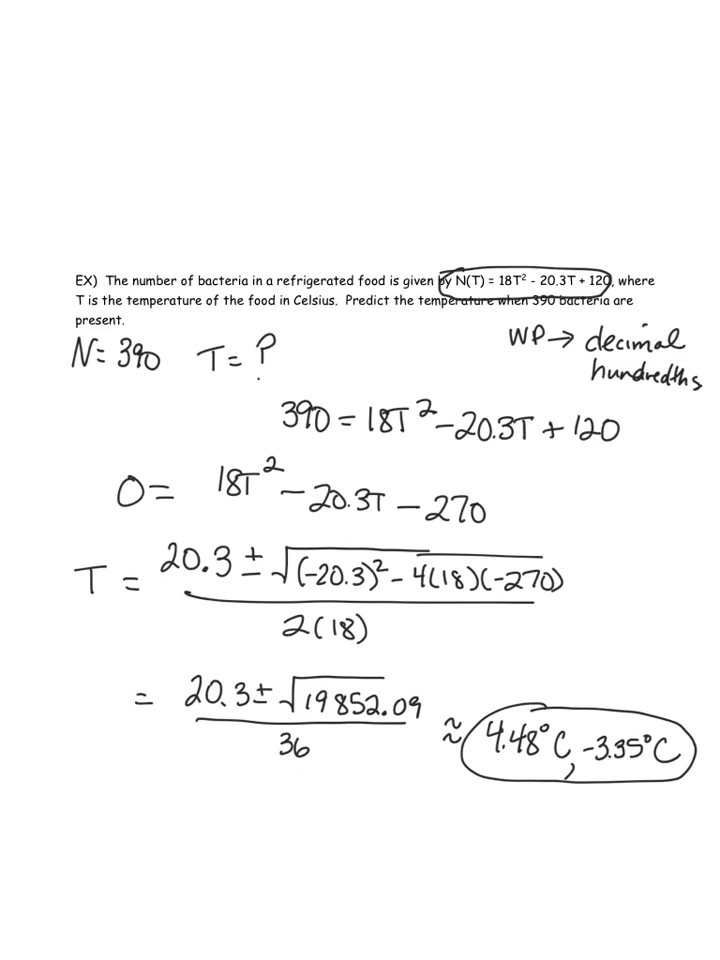 EX) The number of bacteria in a refrigerated food is given by N(T) = 18T² - 20.3T + 120, where
T is the temperature of the food in Celsius. Predict the temperature when 390 bacteria are
present.
N = 390 T = ?
WP → decimal
hundredths
390 = 18T² - 20.3T + 120
0 = 18T² - 20.3T - 270
T = 20.3 ± √(-20.3)² - 4(18)(-270)
2(18)
= 20.3 ± √19852.09
36
≈ 4.48°C, -3.35°C